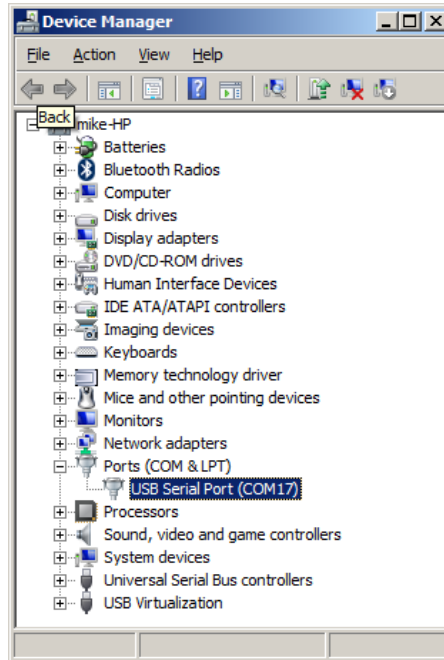 Device Manager
File Action View Help
Back
mike-HP
Batteries
Bluetooth Radios
Computer
Disk drives
Display adapters
DVD/CD-ROM drives
Human Interface Devices
IDE ATA/ATAPI controllers
Imaging devices
Keyboards
Memory technology driver
Mice and other pointing devices
Monitors
Network adapters
Ports (COM & LPT)
USB Serial Port (COM17)
Processors
Sound, video and game controllers
System devices
Universal Serial Bus controllers
USB Virtualization